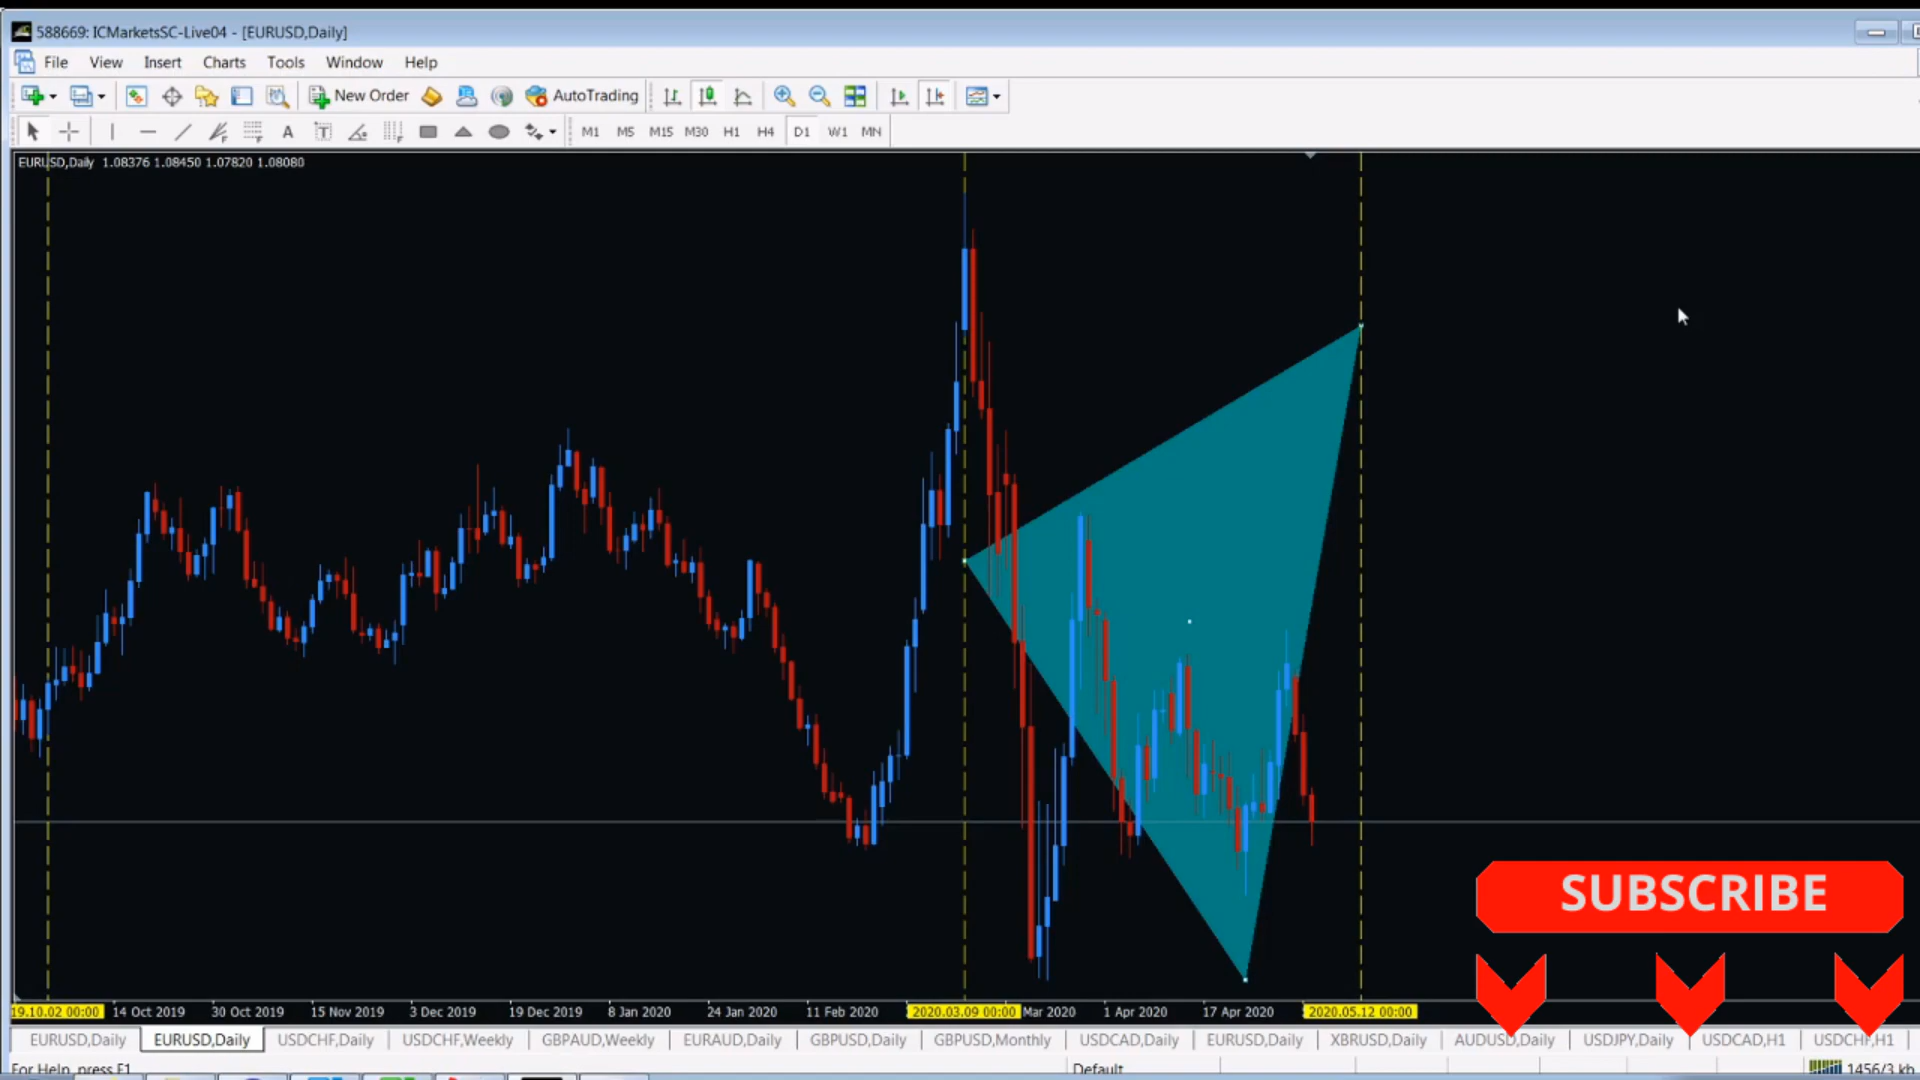 588669: ICMarketsSC-Live04 - [EURUSD,Daily]
File View Insert Charts Tools Window Help
New Order AutoTrading
A T M1 M5 M15 M30 H1 H4 D1 W1 MN
EURUSD,Daily 1.08376 1.08450 1.07820 1.08080
SUBSCRIBE
19.10.02 00:00 14 Oct 2019 30 Oct 2019 15 Nov 2019 3 Dec 2019 19 Dec 2019 8 Jan 2020 24 Jan 2020 11 Feb 2020 2020.03.09 00:00 Mar 2020 1 Apr 2020 17 Apr 2020 2020.05.12 00:00
EURUSD,Daily EURUSD,Daily USDCHF,Daily USDCHF,Weekly GBPAUD,Weekly EURAUD,Daily GBPUSD,Daily GBPUSD,Monthly USDCAD,Daily EURUSD,Daily XBRUSD,Daily AUDUSD,Daily USDJPY,Daily USDCAD,H1 USDCHF,H1
For Help, press F1 Default 1456/3 kb